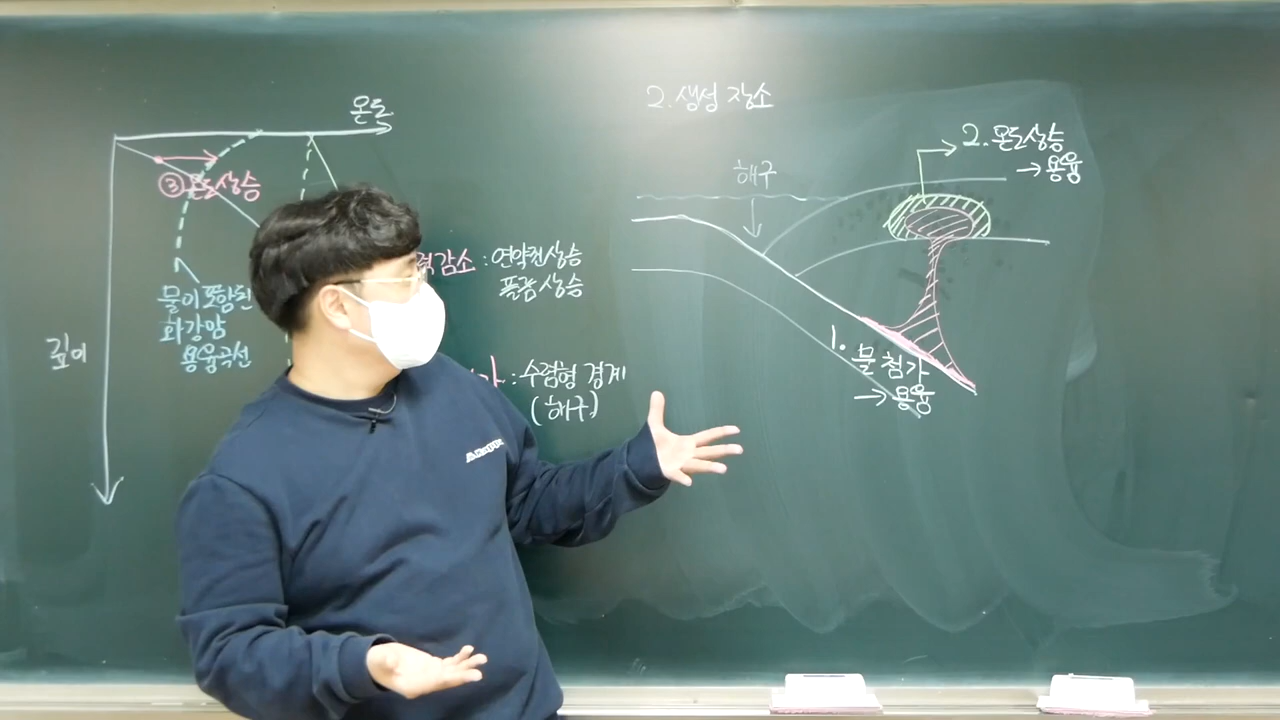 온도
③온도상승
물이 포함된
화강암
용융곡선
깊이
력감소 : 연약권상승
플룸상승
가 : 수렴형 경계
(해구)
2. 생성 장소
해구
2. 온도상승
→ 용융
1. 물 첨가
→ 용융